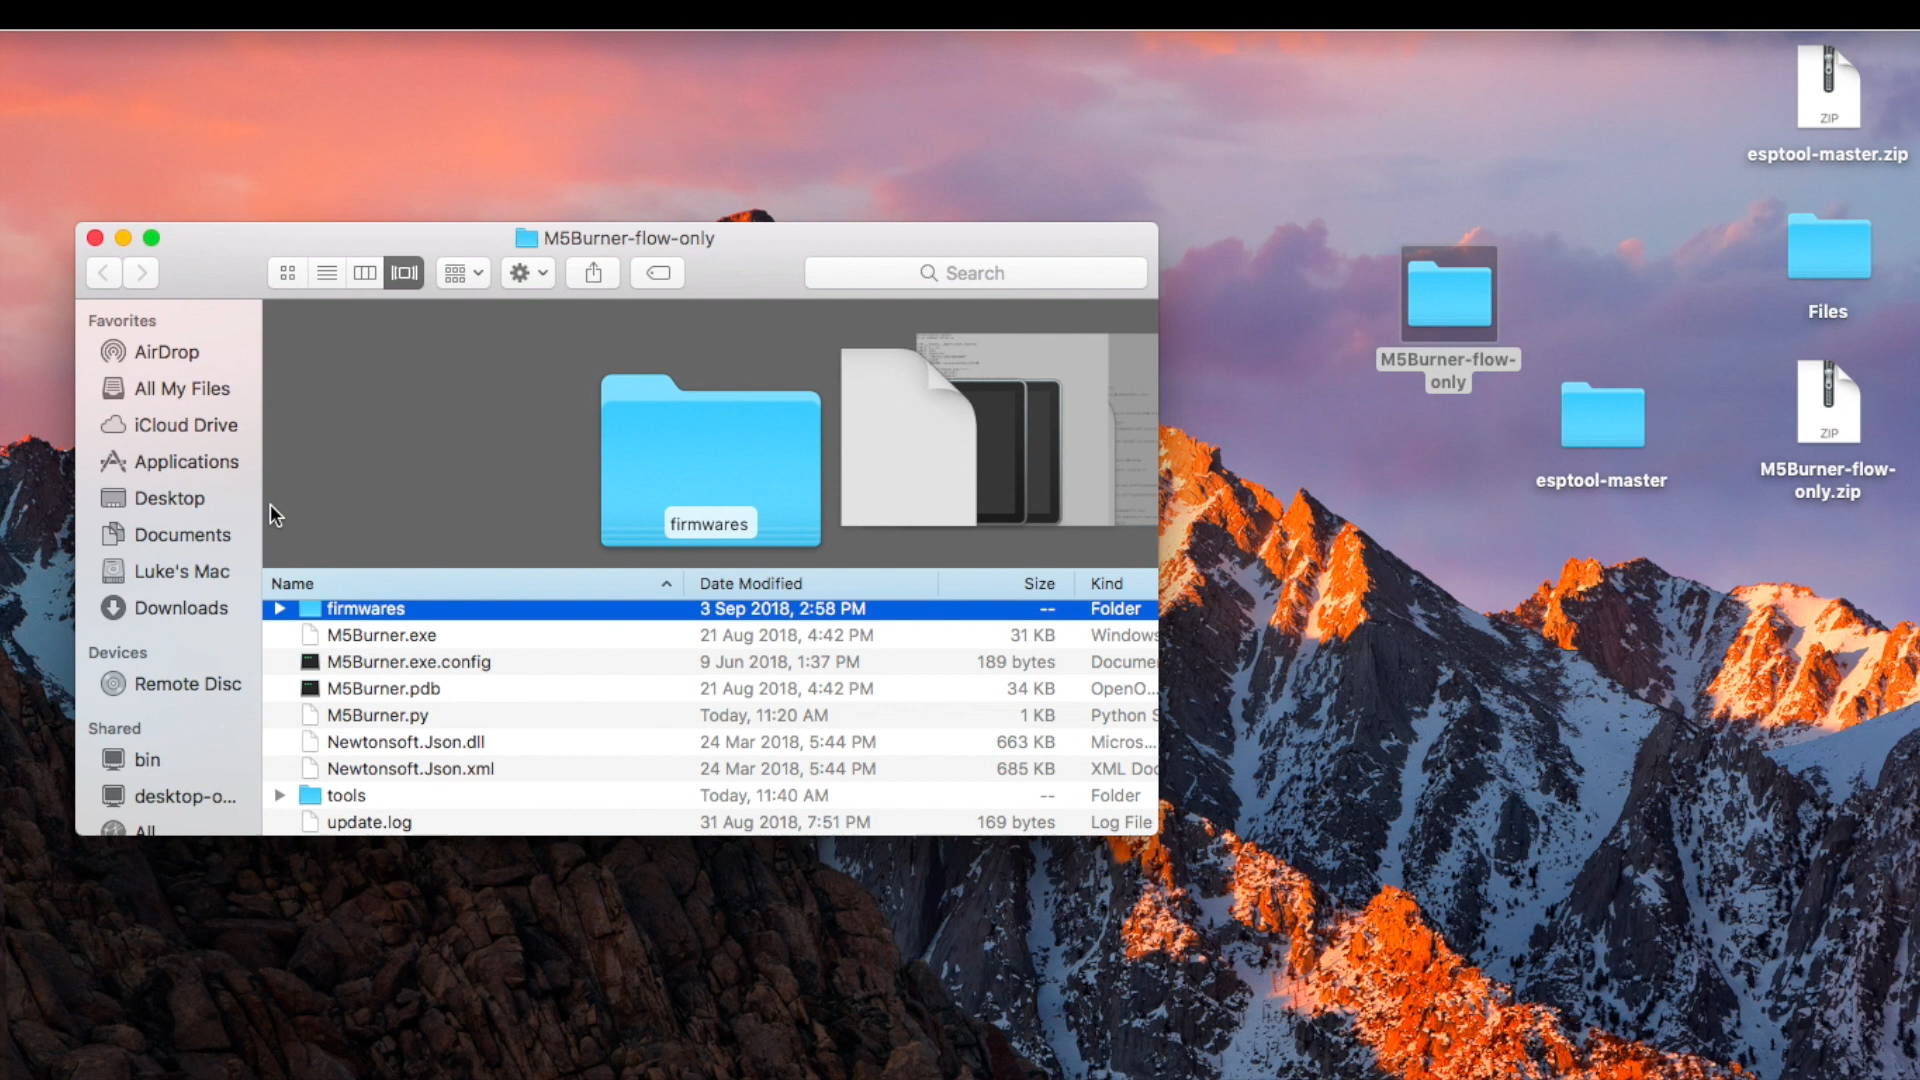 M5Burner-flow-only
Search
Favorites
AirDrop
All My Files
iCloud Drive
Applications
Desktop
Documents
Luke's Mac
Downloads
Devices
Remote Disc
Shared
bin
desktop-o...
All
firmwares
Name Date Modified Size Kind
firmwares 3 Sep 2018, 2:58 PM -- Folder
M5Burner.exe 21 Aug 2018, 4:42 PM 31 KB Windows
M5Burner.exe.config 9 Jun 2018, 1:37 PM 189 bytes Docume
M5Burner.pdb 21 Aug 2018, 4:42 PM 34 KB OpenO...
M5Burner.py Today, 11:20 AM 1 KB Python S
Newtonsoft.Json.dll 24 Mar 2018, 5:44 PM 663 KB Micros...
Newtonsoft.Json.xml 24 Mar 2018, 5:44 PM 685 KB XML Doc
tools Today, 11:40 AM -- Folder
update.log 31 Aug 2018, 7:51 PM 169 bytes Log File
M5Burner-flow-
only
esptool-master
ZIP
esptool-master.zip
Files
ZIP
M5Burner-flow-
only.zip